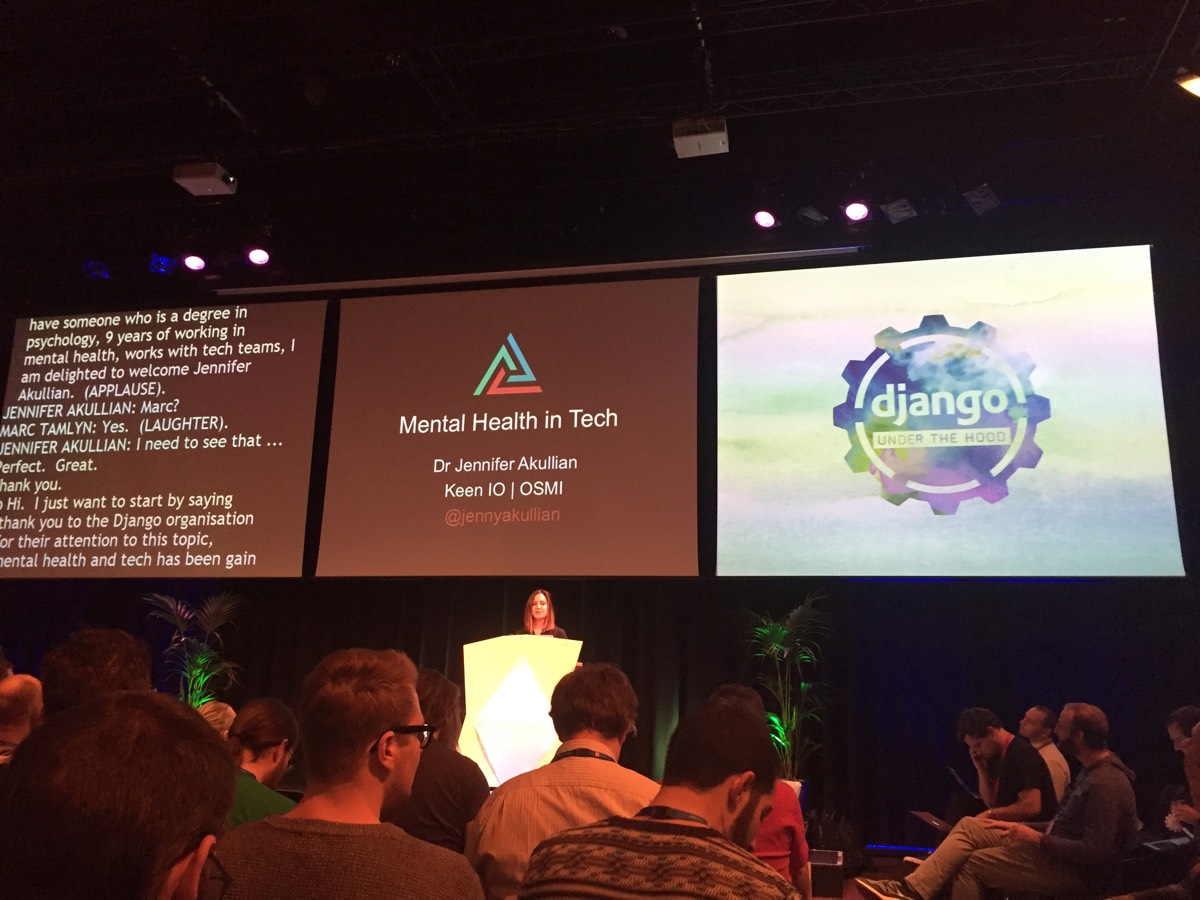 have someone who is a degree in
psychology, 9 years of working in
mental health, works with tech teams, I
am delighted to welcome Jennifer
Akullian. (APPLAUSE).
JENNIFER AKULLIAN: Marc?
MARC TAMLYN: Yes. (LAUGHTER).
JENNIFER AKULLIAN: I need to see that ...
Perfect. Great.
hank you.
o Hi. I just want to start by saying
thank you to the Django organisation
or their attention to this topic,
mental health and tech has been gain
Mental Health in Tech
Dr Jennifer Akullian
Keen IO | OSMI
@jennyakullian
django
UNDER THE HOOD